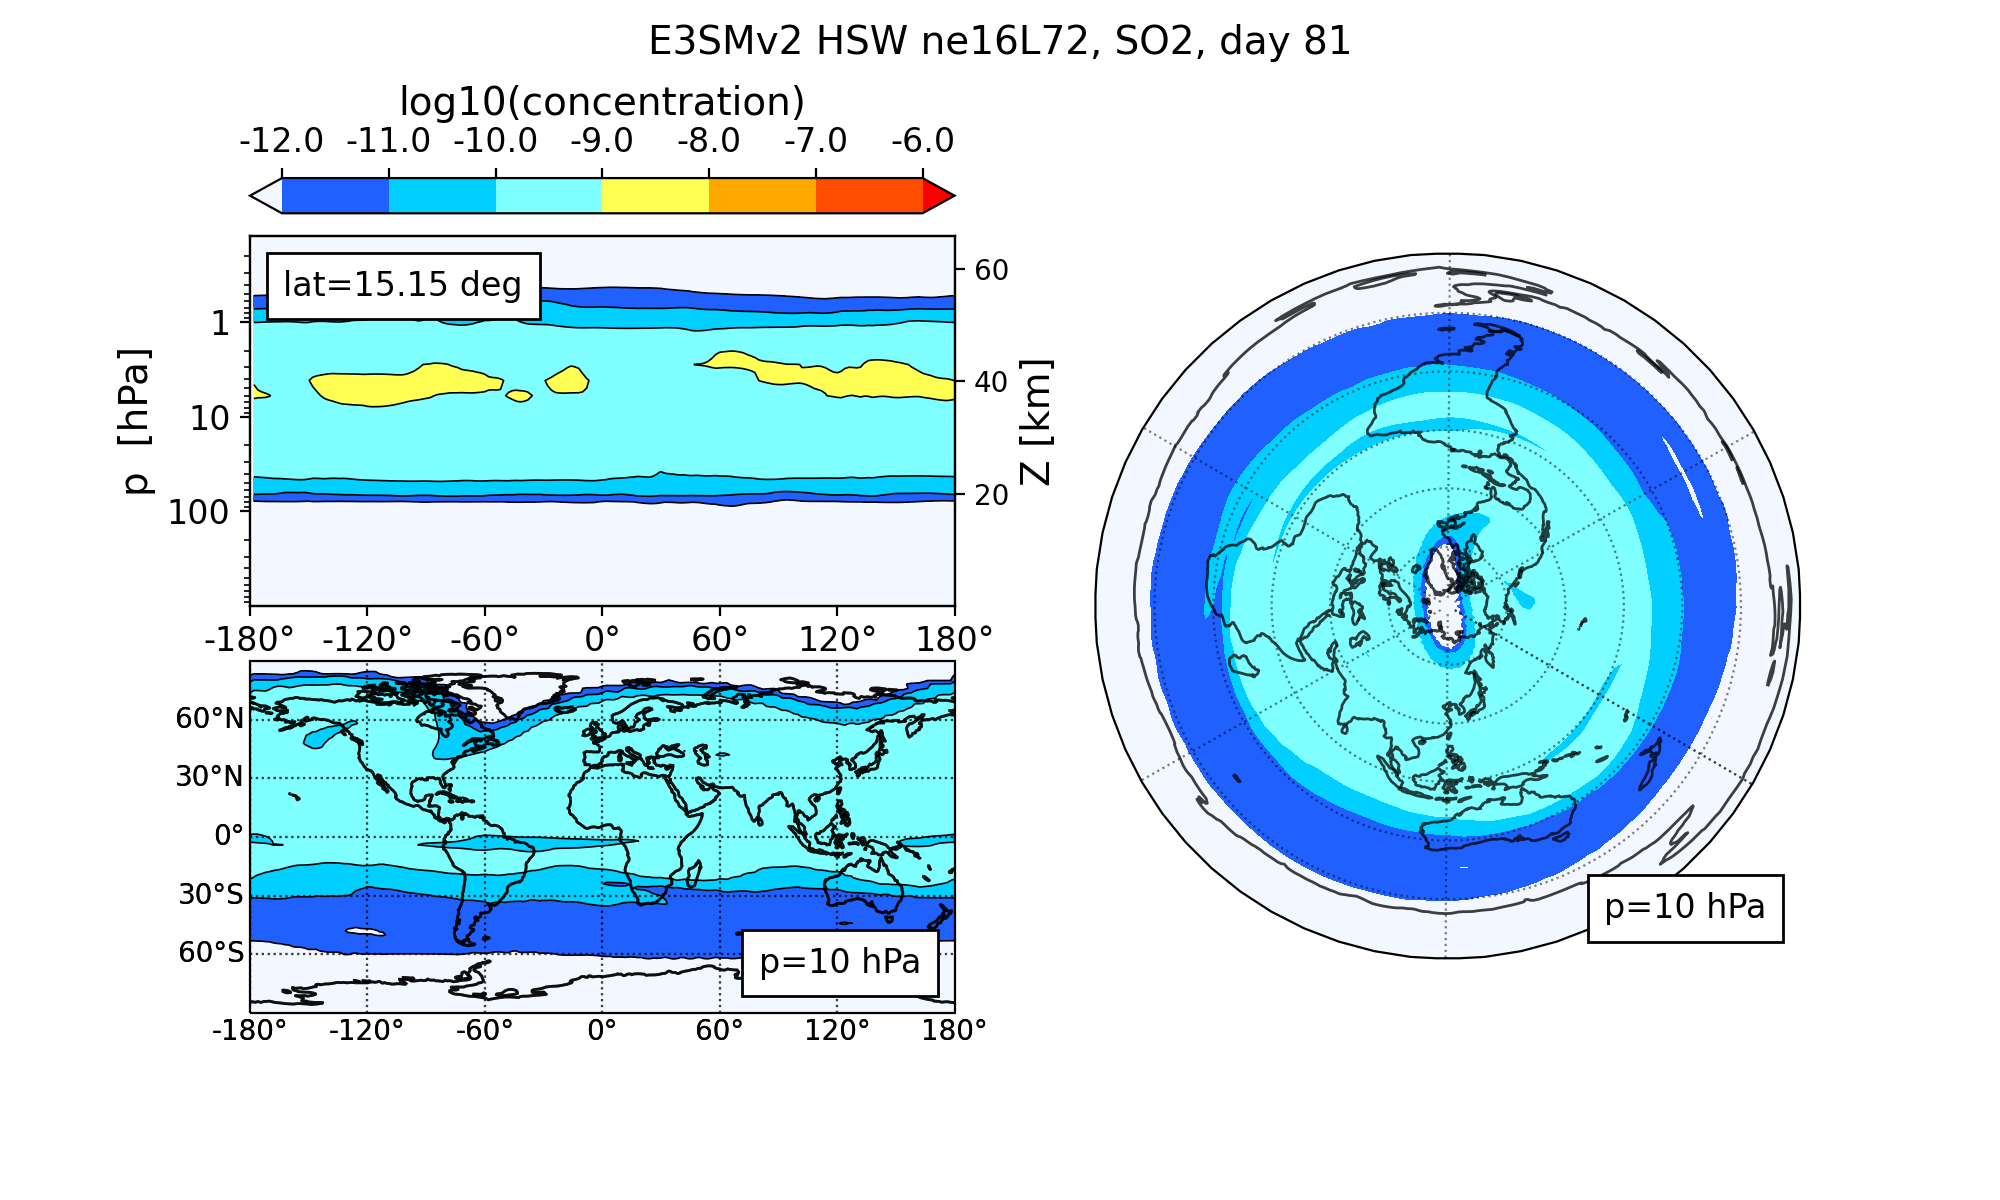 E3SMv2 HSW ne16L72, SO2, day 81
log10(concentration)
-12.0 -11.0 -10.0 -9.0 -8.0 -7.0 -6.0
lat=15.15 deg
p [hPa]
1
10
100
60
40
20
Z [km]
-180° -120° -60° 0° 60° 120° 180°
60°N
30°N
0°
30°S
60°S
p=10 hPa
-180° -120° -60° 0° 60° 120° 180°
p=10 hPa